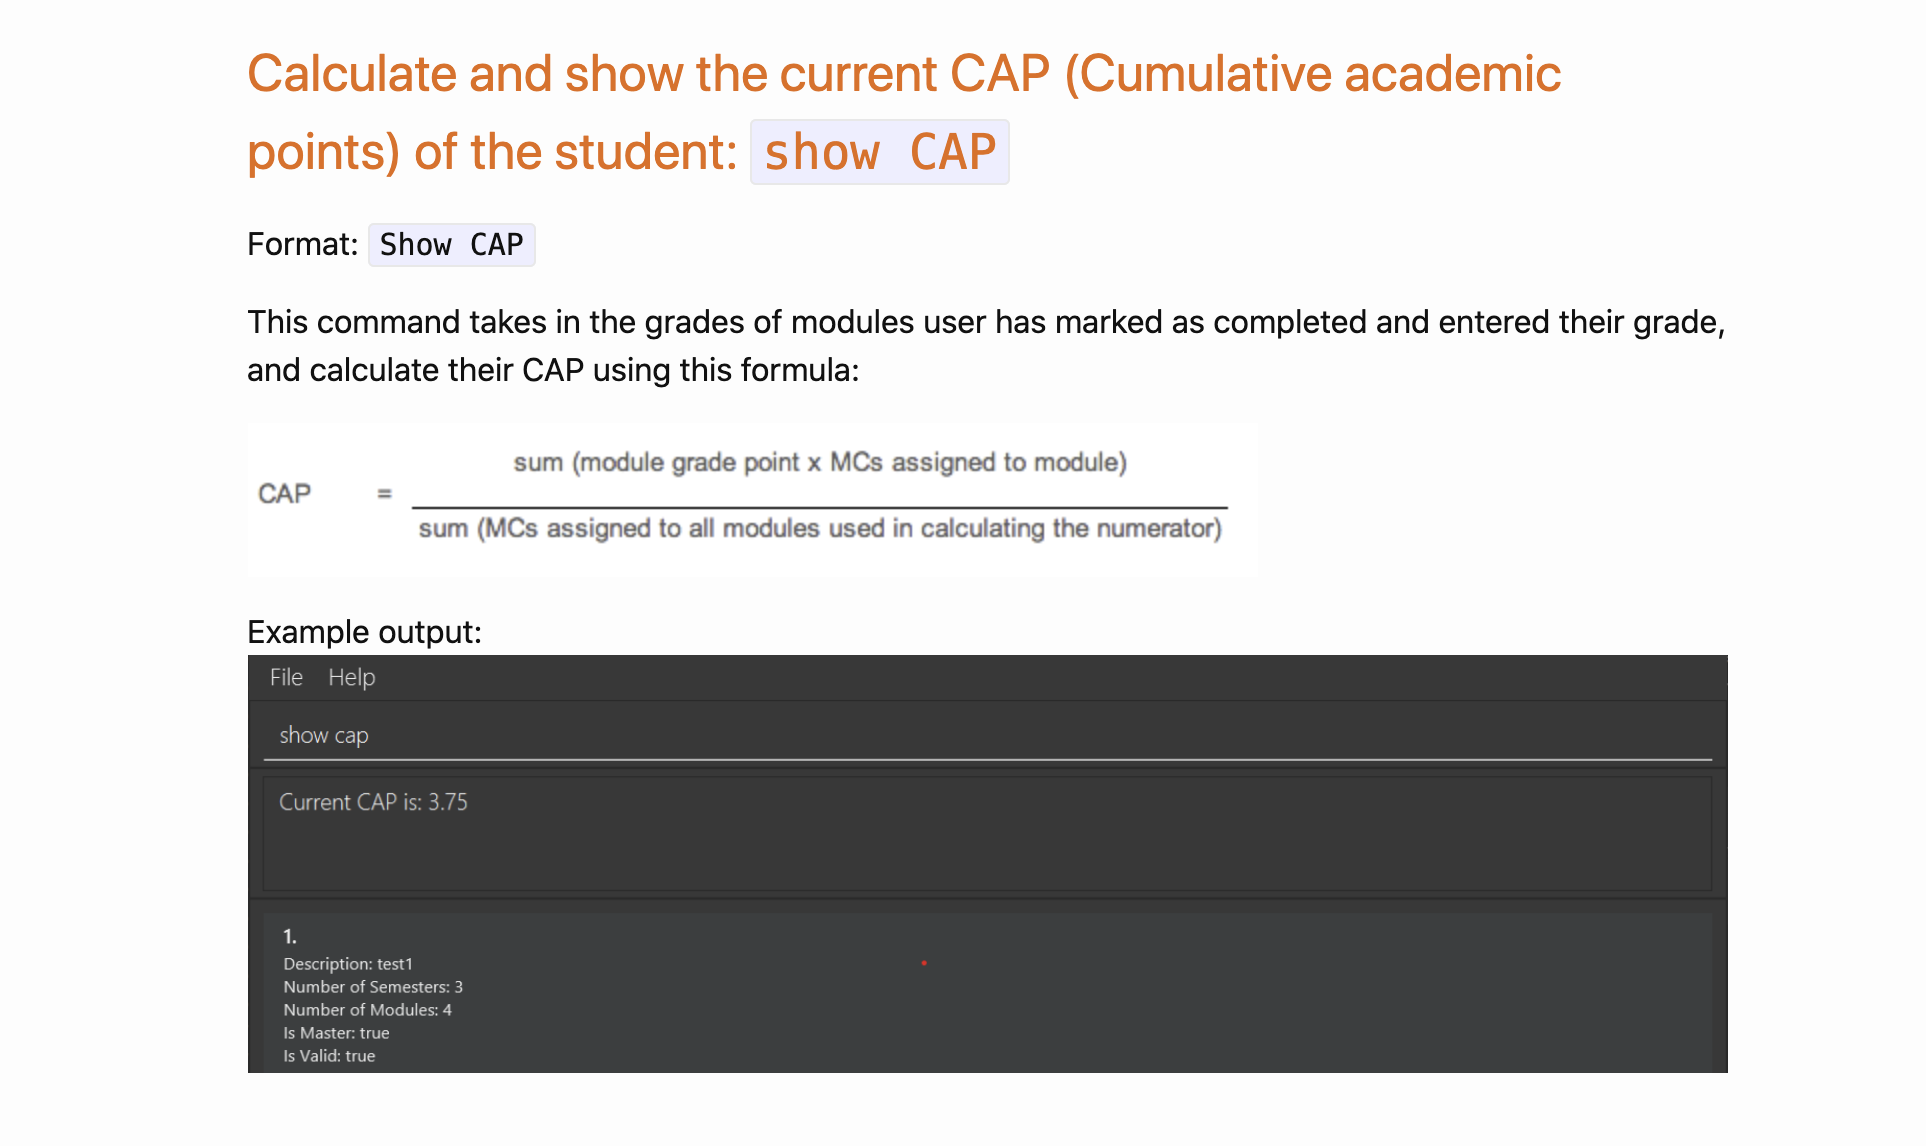 Calculate and show the current CAP (Cumulative academic
points) of the student: show CAP
Format: Show CAP
This command takes in the grades of modules user has marked as completed and entered their grade,
and calculate their CAP using this formula:
sum (module grade point x MCs assigned to module)
CAP =
sum (MCs assigned to all modules used in calculating the numerator)
Example output:
File Help
show cap
Current CAP is: 3.75
1.
Description: test1
Number of Semesters: 3
Number of Modules: 4
Is Master: true
Is Valid: true